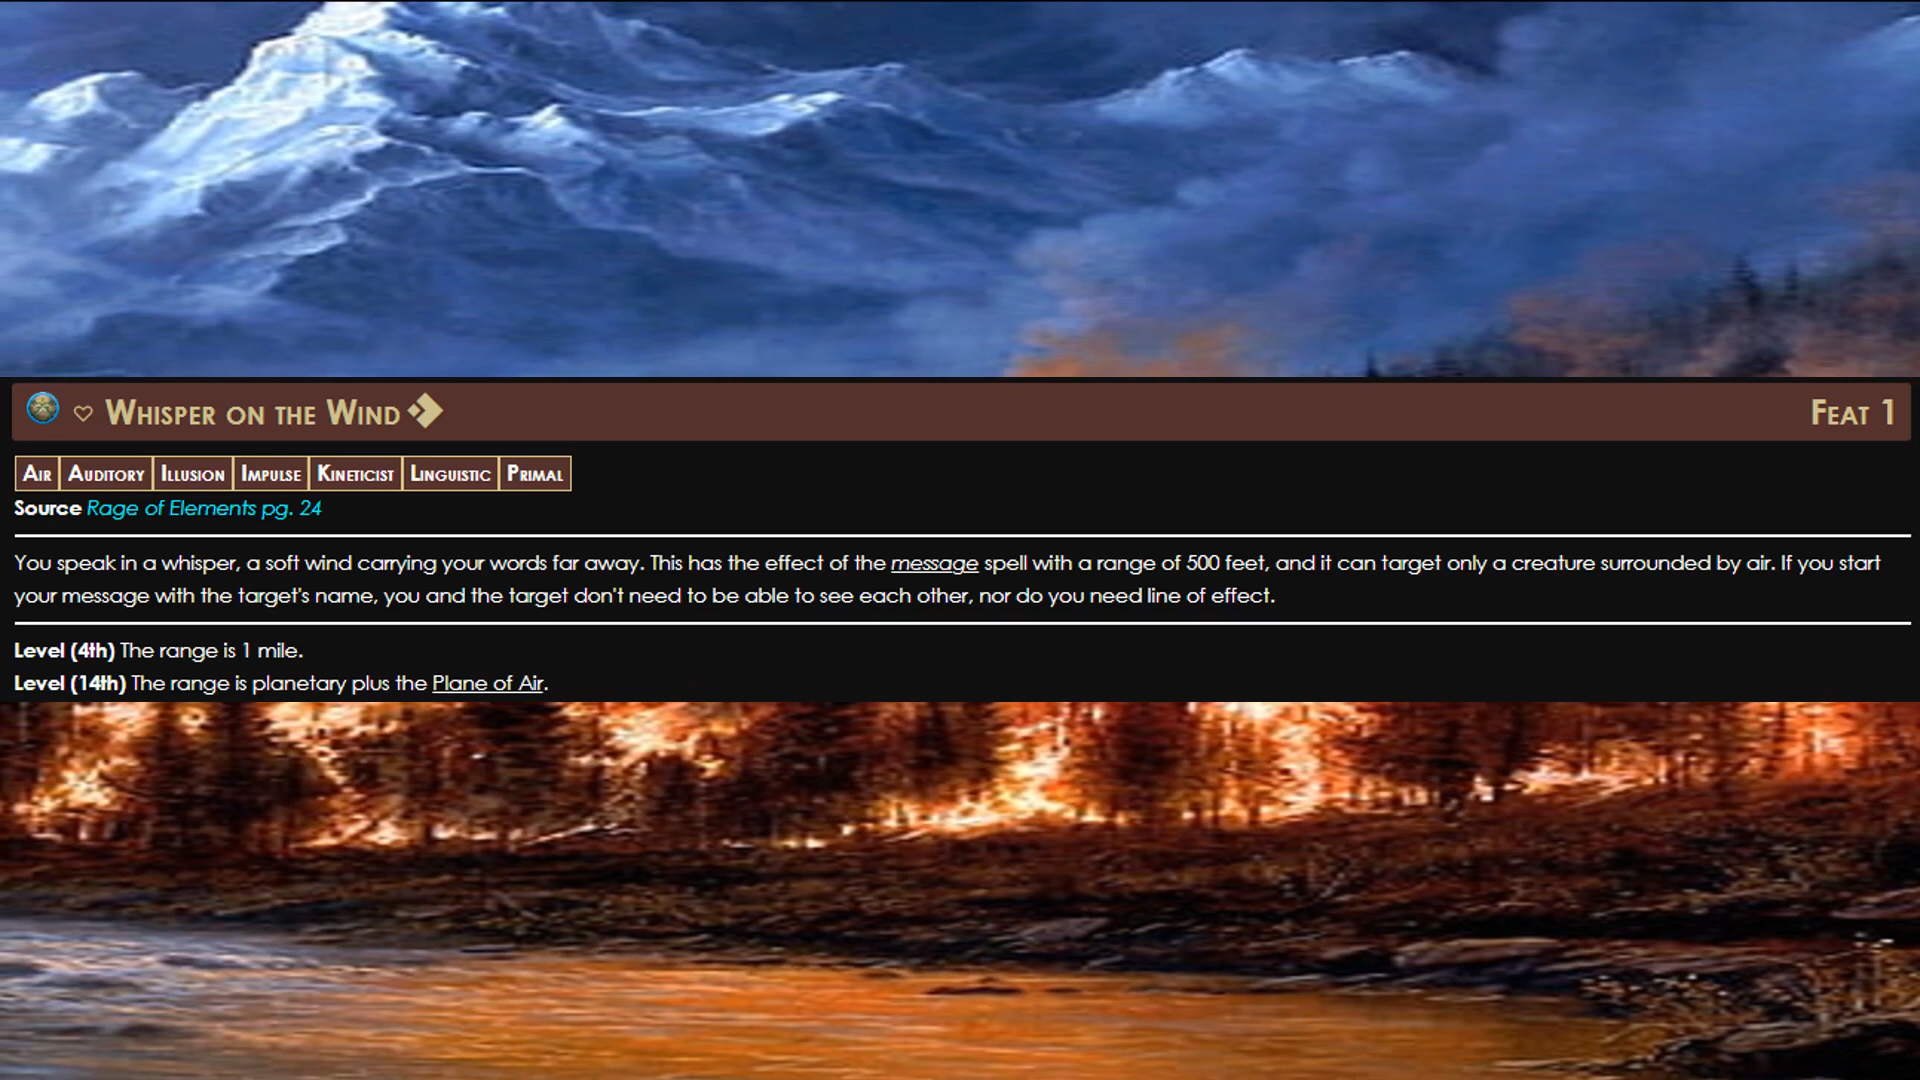 Whisper on the Wind
Feat 1
Air Auditory Illusion Impulse Kineticist Linguistic Primal
Source Rage of Elements pg. 24
You speak in a whisper, a soft wind carrying your words far away. This has the effect of the message spell with a range of 500 feet, and it can target only a creature surrounded by air. If you start
your message with the target's name, you and the target don't need to be able to see each other, nor do you need line of effect.
Level (4th) The range is 1 mile.
Level (14th) The range is planetary plus the Plane of Air.